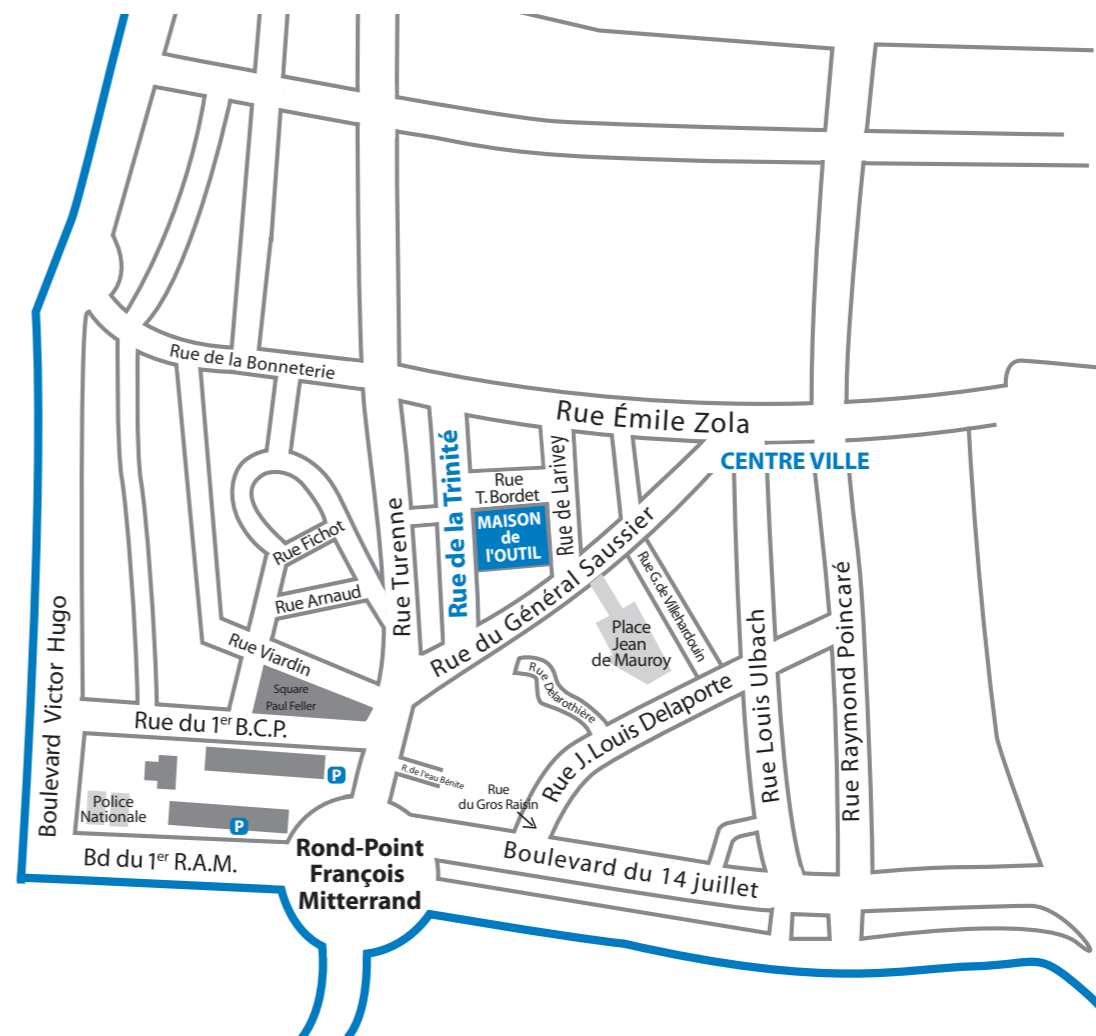 Rue de la Bonneterie
Rue Émile Zola
CENTRE VILLE
Rue de la Trinité
Rue
T. Bordet
Rue de Larivey
MAISON
de
l'OUTIL
Rue Turenne
Rue Fichot
Rue Arnaud
Rue Viardin
Rue du Général Saussier
Rue G. de Villehardouin
Place
Jean
de Mauroy
Rue Delarothière
Rue J. Louis Delaporte
Rue Louis Ulbach
Rue Raymond Poincaré
Boulevard Victor Hugo
Square
Paul Feller
Rue du 1er B.C.P.
P
P
Police
Nationale
Bd du 1er R.A.M.
R. de l'eau Bénite
Rue
du Gros Raisin
Boulevard du 14 juillet
Rond-Point
François
Mitterrand